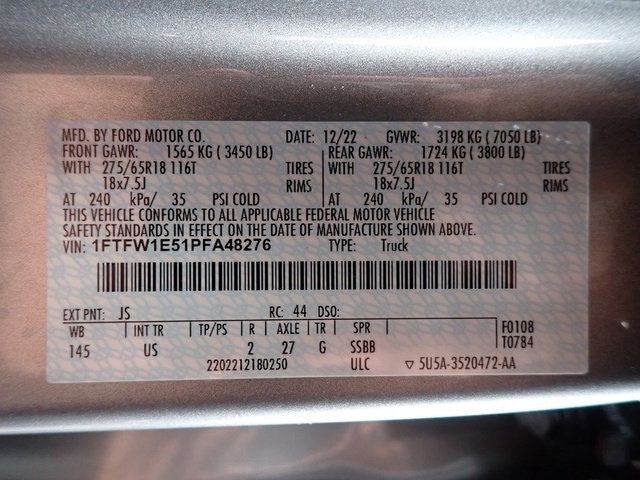 MFD. BY FORD MOTOR CO. DATE: 12/22 GVWR: 3198 KG ( 7050 LB)
FRONT GAWR: 1565 KG ( 3450 LB) REAR GAWR: 1724 KG ( 3800 LB)
WITH 275/65R18 116T TIRES WITH 275/65R18 116T TIRES
18x7.5J RIMS 18x7.5J RIMS
AT 240 kPa/ 35 PSI COLD AT 240 kPa/ 35 PSI COLD
THIS VEHICLE CONFORMS TO ALL APPLICABLE FEDERAL MOTOR VEHICLE
SAFETY STANDARDS IN EFFECT ON THE DATE OF MANUFACTURE SHOWN ABOVE.
VIN: 1FTFW1E51PFA48276 TYPE: Truck
EXT PNT: JS RC: 44 DSO:
WB INT TR TP/PS R AXLE TR SPR F0108
145 US 2 27 G SSBB T0784
2202212180250 ULC ▽ 5U5A-3520472-AA